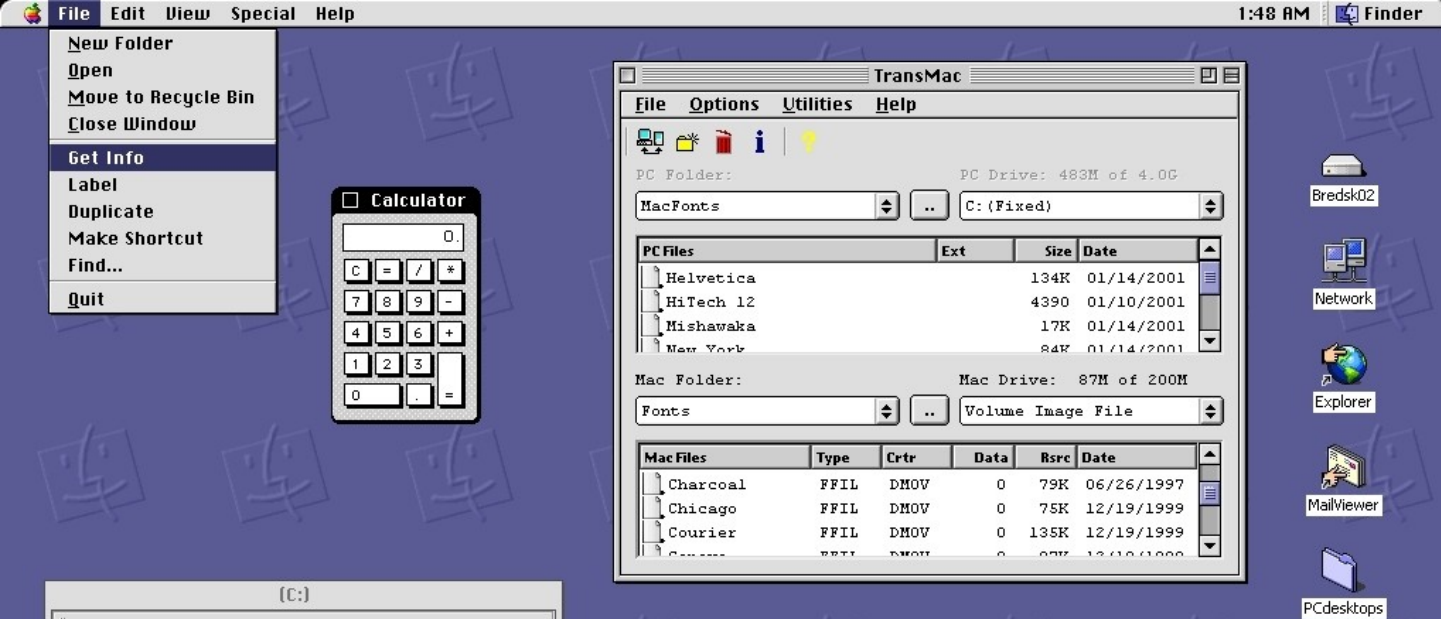 File Edit View Special Help
1:48 AM Finder
New Folder
Open
Move to Recycle Bin
Close Window
Get Info
Label
Duplicate
Make Shortcut
Find...
Quit
Calculator
0.
C = / *
7 8 9 -
4 5 6 +
1 2 3
0 . =
TransMac
File Options Utilities Help
i ?
PC Folder: PC Drive: 483M of 4.0G
MacFonts .. C:(Fixed)
PC Files Ext Size Date
Helvetica 134K 01/14/2001
HiTech 12 4390 01/10/2001
Mishawaka 17K 01/14/2001
New York 84K 01/14/2001
Mac Folder: Mac Drive: 87M of 200M
Fonts .. Volume Image File
Mac Files Type Crtr Data Rsrc Date
Charcoal FFIL DMOV 0 79K 06/26/1997
Chicago FFIL DMOV 0 75K 12/19/1999
Courier FFIL DMOV 0 135K 12/19/1999
Bredsk02
Network
Explorer
MailViewer
PCdesktops
(C:)